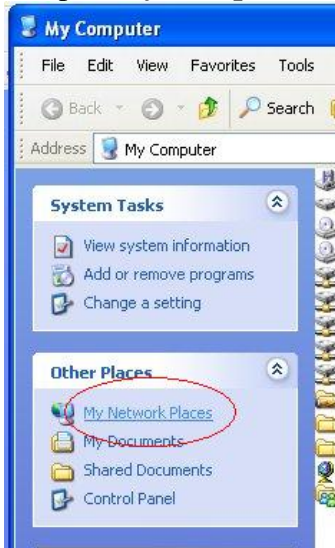 My Computer
File Edit View Favorites Tools
Back Search
Address My Computer
System Tasks
View system information
Add or remove programs
Change a setting
Other Places
My Network Places
My Documents
Shared Documents
Control Panel